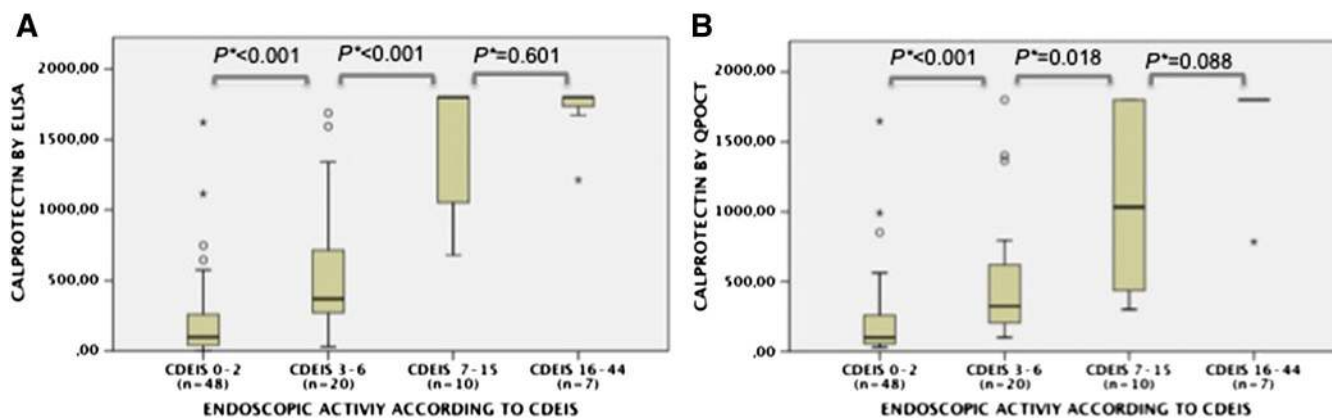 A
P*<0.001
P*<0.001
P*=0.601
2000,00
1500,00
1000,00
500,00
,00
CALPROTECTIN BY ELISA
CDEIS 0-2
(n=48)
CDEIS 3-6
(n=20)
CDEIS 7-15
(n=10)
CDEIS 16-44
(n=7)
ENDOSCOPIC ACTIVIY ACCORDING TO CDEIS
B
P*<0.001
P*=0.018
P*=0.088
2000,00
1500,00
1000,00
500,00
,00
CALPROTECTIN BY QPOCT
CDEIS 0-2
(n=48)
CDEIS 3-6
(n=20)
CDEIS 7-15
(n=10)
CDEIS 16-44
(n=7)
ENDOSCOPIC ACTIVIY ACCORDING TO CDEIS